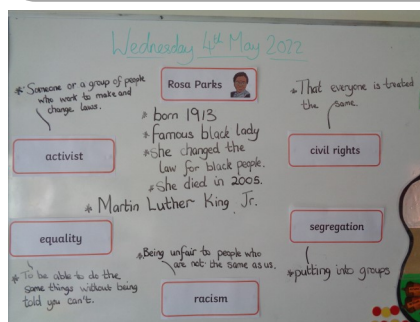 Wednesday 4th May 2022
* Someone or a group of people
who work to make and
change laws.
activist
Rosa Parks
* born 1913
* famous black lady
* she changed the
law for black people.
* she died in 2005.
* Martin Luther King Jr.
* That everyone is treated
the same.
civil rights
equality
* To be able to do the
same things without being
told you can't.
* Being unfair to people who
are not the same as us.
racism
segregation
* putting into groups